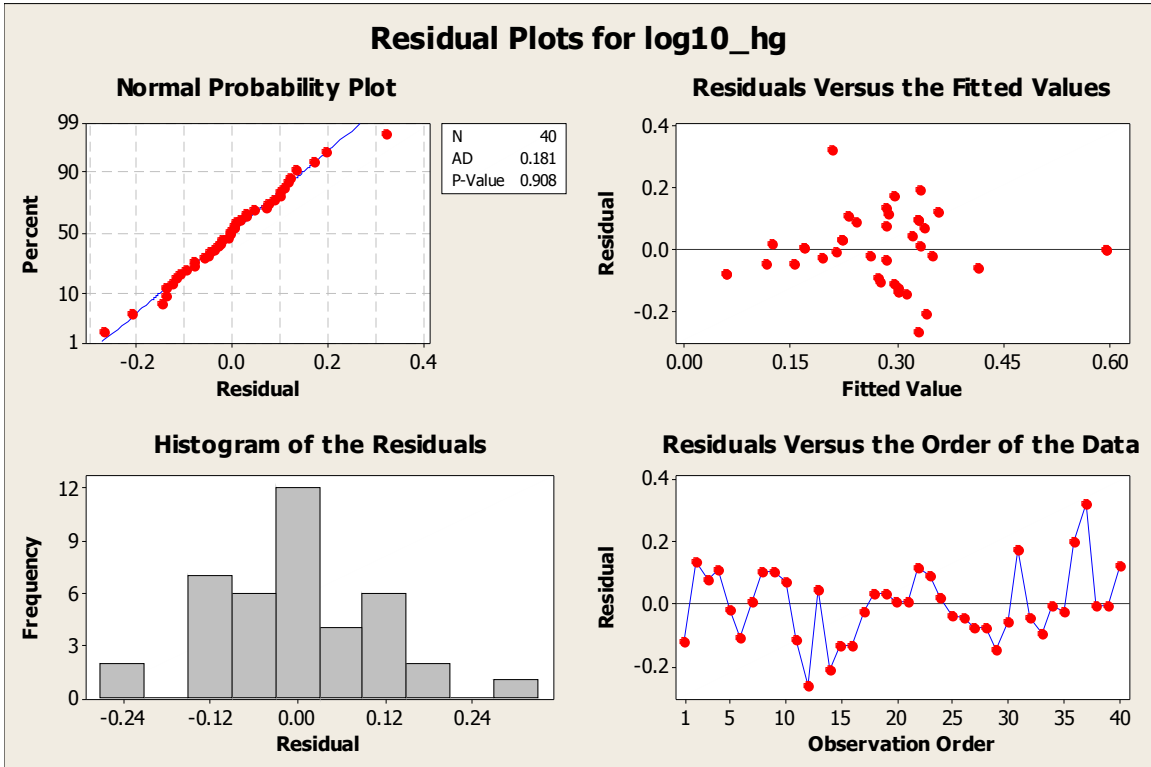 Residual Plots for log10_hg
Normal Probability Plot
99
90
50
10
1
Percent
-0.2
0.0
0.2
0.4
Residual
N 40
AD 0.181
P-Value 0.908
Residuals Versus the Fitted Values
0.4
0.2
0.0
-0.2
Residual
0.00
0.15
0.30
0.45
0.60
Fitted Value
Histogram of the Residuals
12
9
6
3
0
Frequency
-0.24
-0.12
0.00
0.12
0.24
Residual
Residuals Versus the Order of the Data
0.4
0.2
0.0
-0.2
Residual
1
5
10
15
20
25
30
35
40
Observation Order